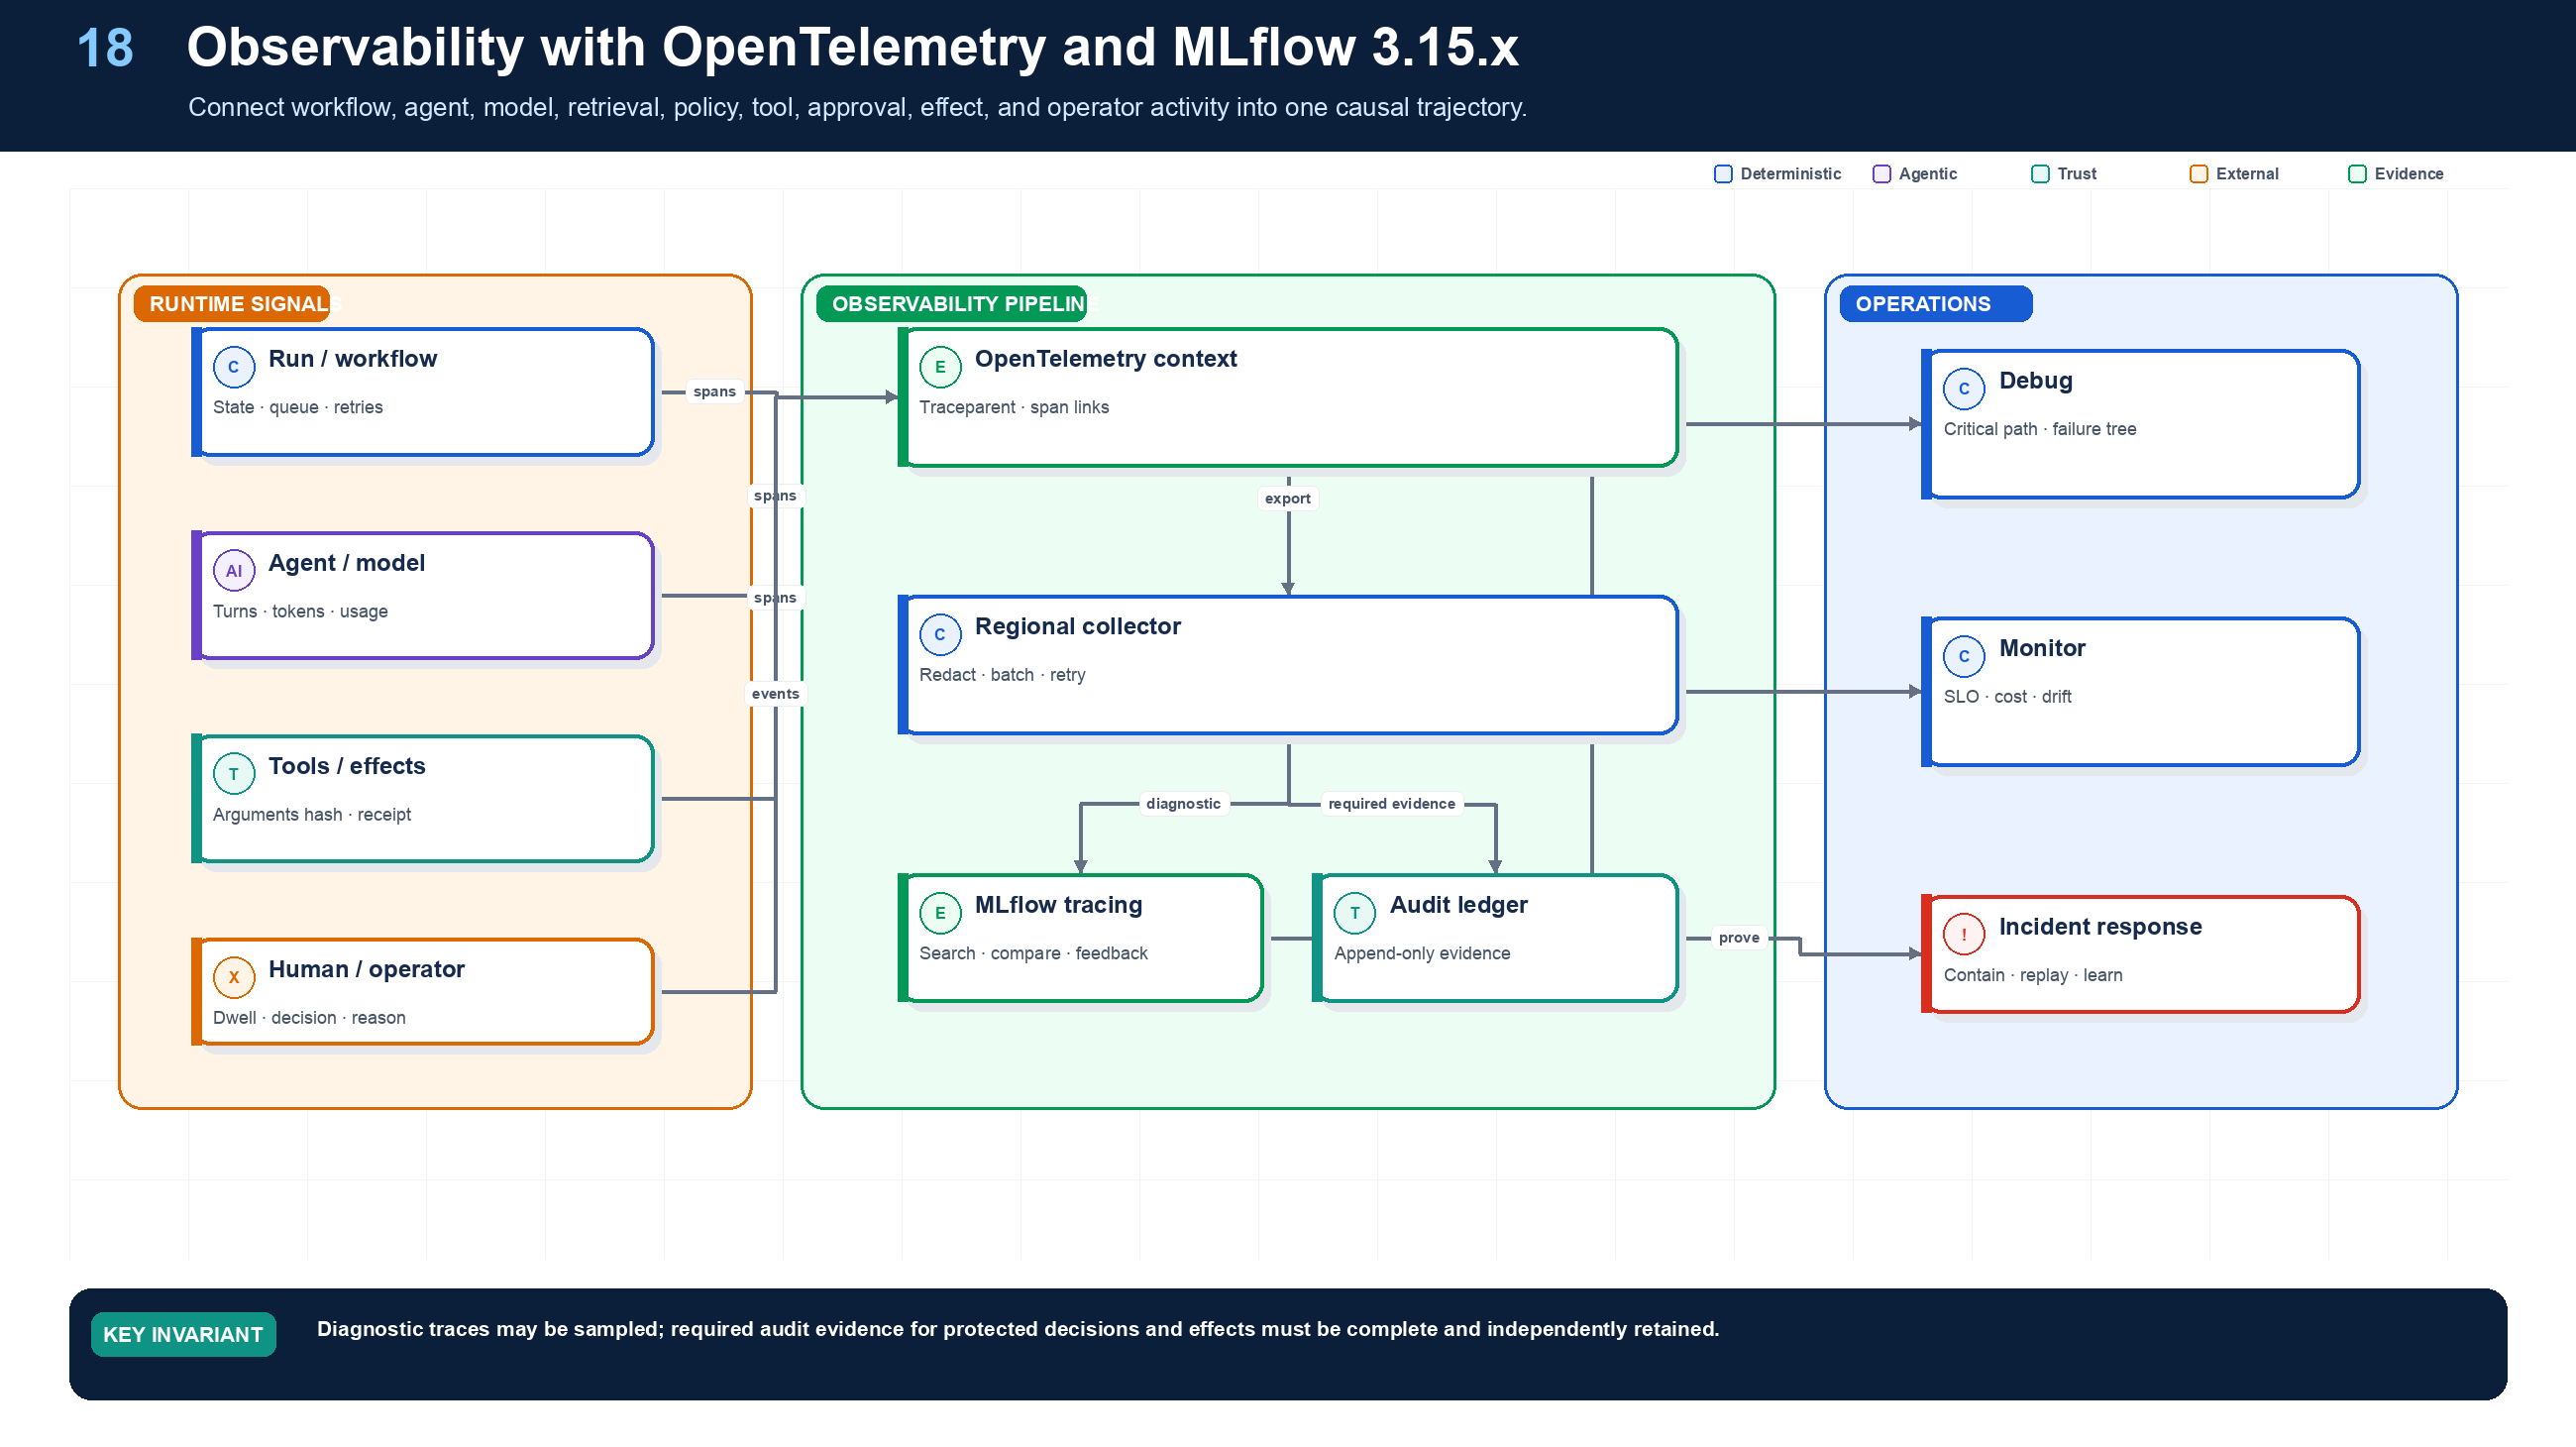 18 Observability with OpenTelemetry and MLflow 3.15.x
Connect workflow, agent, model, retrieval, policy, tool, approval, effect, and operator activity into one causal trajectory.
Deterministic
Agentic
Trust
External
Evidence
RUNTIME SIGNALS
C Run / workflow
State · queue · retries
AI Agent / model
Turns · tokens · usage
T Tools / effects
Arguments hash · receipt
X Human / operator
Dwell · decision · reason
spans
spans
spans
events
OBSERVABILITY PIPELINE
E OpenTelemetry context
Traceparent · span links
export
C Regional collector
Redact · batch · retry
diagnostic
required evidence
E MLflow tracing
Search · compare · feedback
T Audit ledger
Append-only evidence
prove
OPERATIONS
C Debug
Critical path · failure tree
C Monitor
SLO · cost · drift
! Incident response
Contain · replay · learn
KEY INVARIANT
Diagnostic traces may be sampled; required audit evidence for protected decisions and effects must be complete and independently retained.